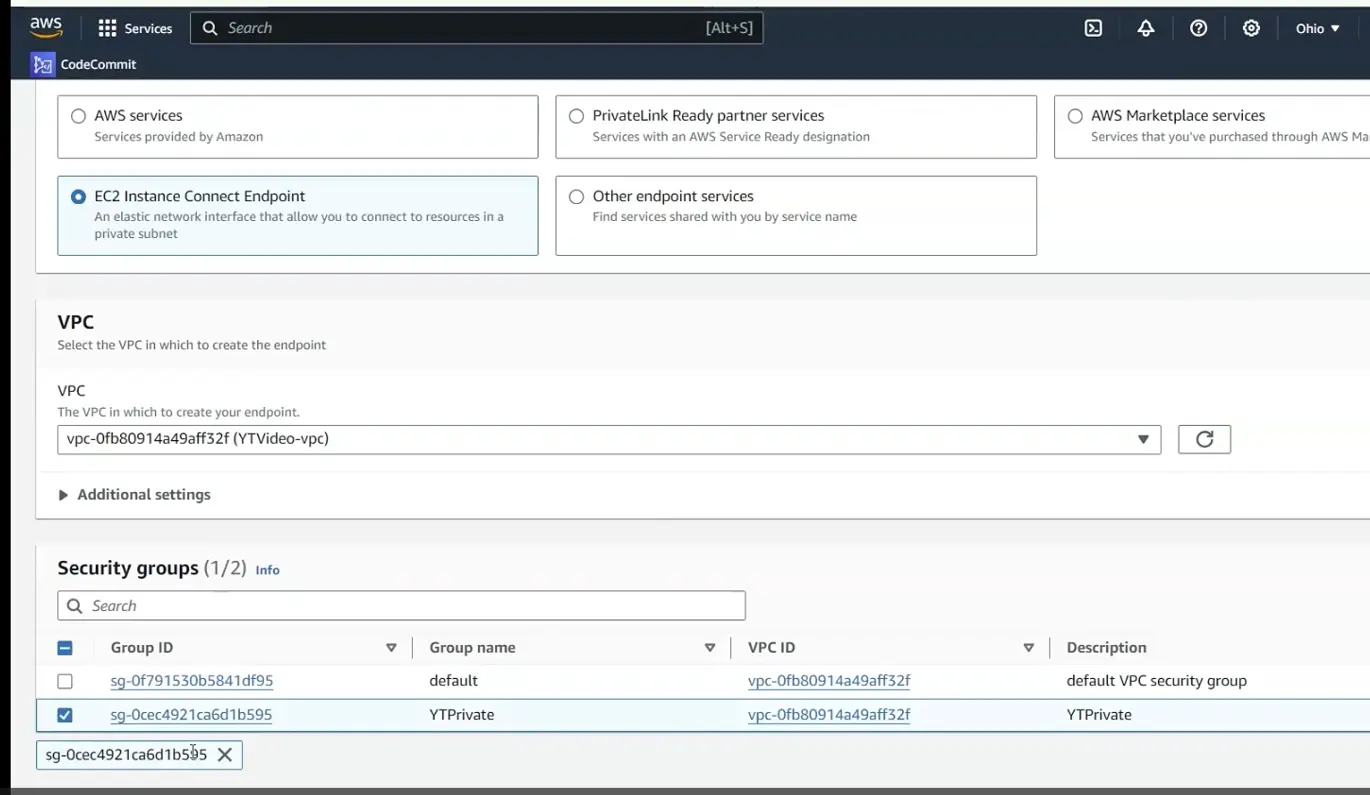 aws Services Search [Alt+S] Ohio
CodeCommit
AWS services
Services provided by Amazon
PrivateLink Ready partner services
Services with an AWS Service Ready designation
AWS Marketplace services
Services that you've purchased through AWS Ma
EC2 Instance Connect Endpoint
An elastic network interface that allow you to connect to resources in a
private subnet
Other endpoint services
Find services shared with you by service name
VPC
Select the VPC in which to create the endpoint
VPC
The VPC in which to create your endpoint.
vpc-0fb80914a49aff32f (YTVideo-vpc)
Additional settings
Security groups (1/2) Info
Search
Group ID Group name VPC ID Description
sg-0f791530b5841df95 default vpc-0fb80914a49aff32f default VPC security group
sg-0cec4921ca6d1b595 YTPrivate vpc-0fb80914a49aff32f YTPrivate
sg-0cec4921ca6d1b595